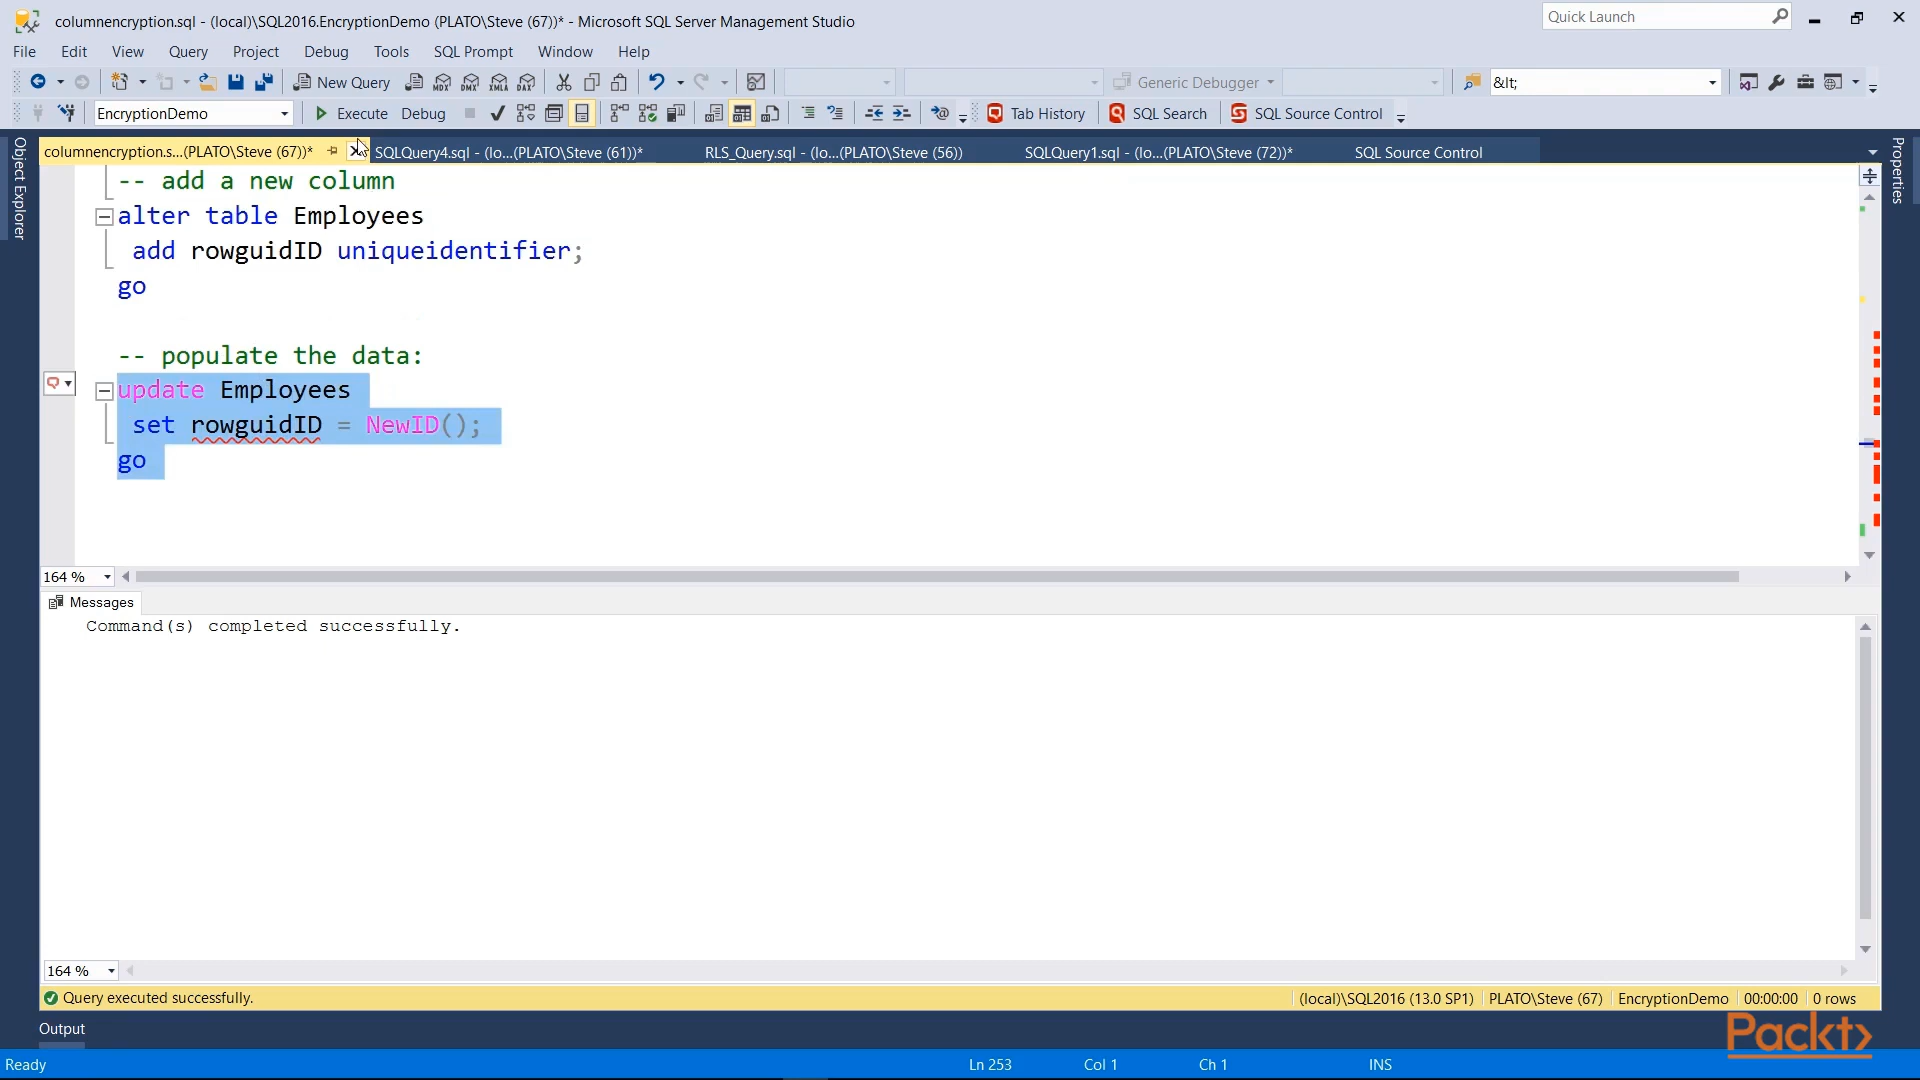 columnencryption.sql - (local)\SQL2016.EncryptionDemo (PLATO\Steve (67))* - Microsoft SQL Server Management Studio
Quick Launch
File Edit View Query Project Debug Tools SQL Prompt Window Help
New Query MDX DMX XMLA DAX Generic Debugger &lt;
EncryptionDemo Execute Debug Tab History SQL Search SQL Source Control
columnencryption.s...(PLATO\Steve (67))* SQLQuery4.sql - (lo...(PLATO\Steve (61))* RLS_Query.sql - (lo...(PLATO\Steve (56)) SQLQuery1.sql - (lo...(PLATO\Steve (72))* SQL Source Control
Object Explorer
Properties
-- add a new column
alter table Employees
add rowguidID uniqueidentifier;
go
-- populate the data:
update Employees
set rowguidID = NewID();
go
164 %
Messages
Command(s) completed successfully.
164 %
Query executed successfully. (local)\SQL2016 (13.0 SP1) PLATO\Steve (67) EncryptionDemo 00:00:00 0 rows
Output
Packt>
Ready Ln 253 Col 1 Ch 1 INS